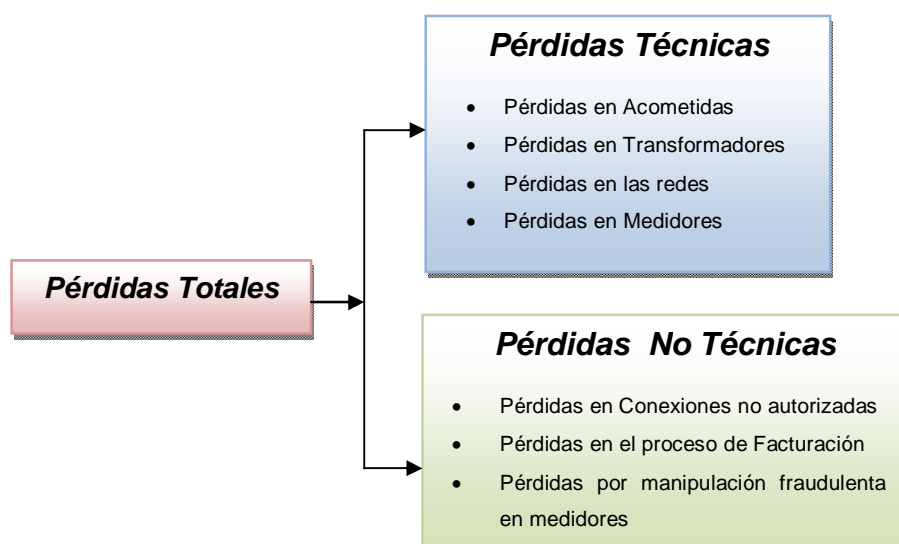 Pérdidas Técnicas
• Pérdidas en Acometidas
• Pérdidas en Transformadores
• Pérdidas en las redes
• Pérdidas en Medidores
Pérdidas Totales
Pérdidas No Técnicas
• Pérdidas en Conexiones no autorizadas
• Pérdidas en el proceso de Facturación
• Pérdidas por manipulación fraudulenta
en medidores